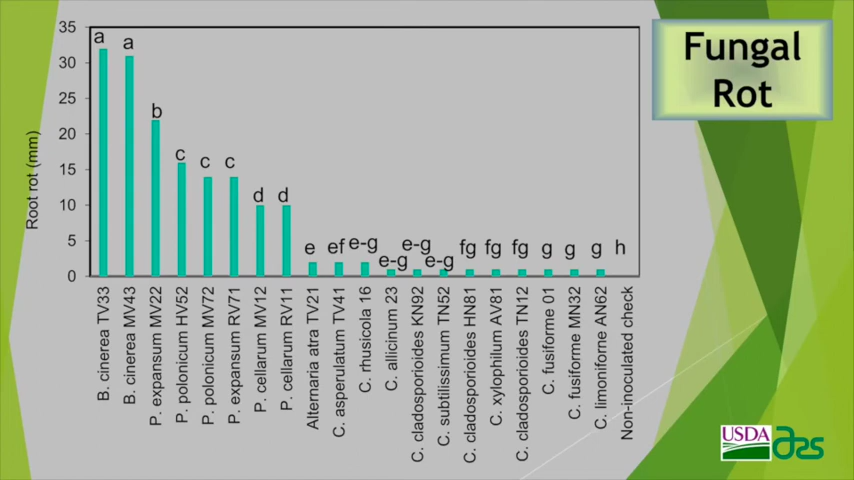 Fungal
Rot
Root rot (mm)
35
30
25
20
15
10
5
0
a
a
b
c
c
c
d
d
e
ef
e-g
e-g
e-g
e-g
fg
fg
fg
g
g
g
h
B. cinerea TV33
B. cinerea MV43
P. expansum MV22
P. polonicum HV52
P. polonicum MV72
P. expansum RV71
P. cellarum MV12
P. cellarum RV11
Alternaria atra TV21
C. asperulatum TV41
C. rhusicola 16
C. allicinum 23
C. cladosporioides KN92
C. subtilissimum TN52
C. cladosporioides HN81
C. xylophilum AV81
C. cladosporioides TN12
C. fusiforme 01
C. fusiforme MN32
C. limoniforne AN62
Non-inoculated check
USDA
ars